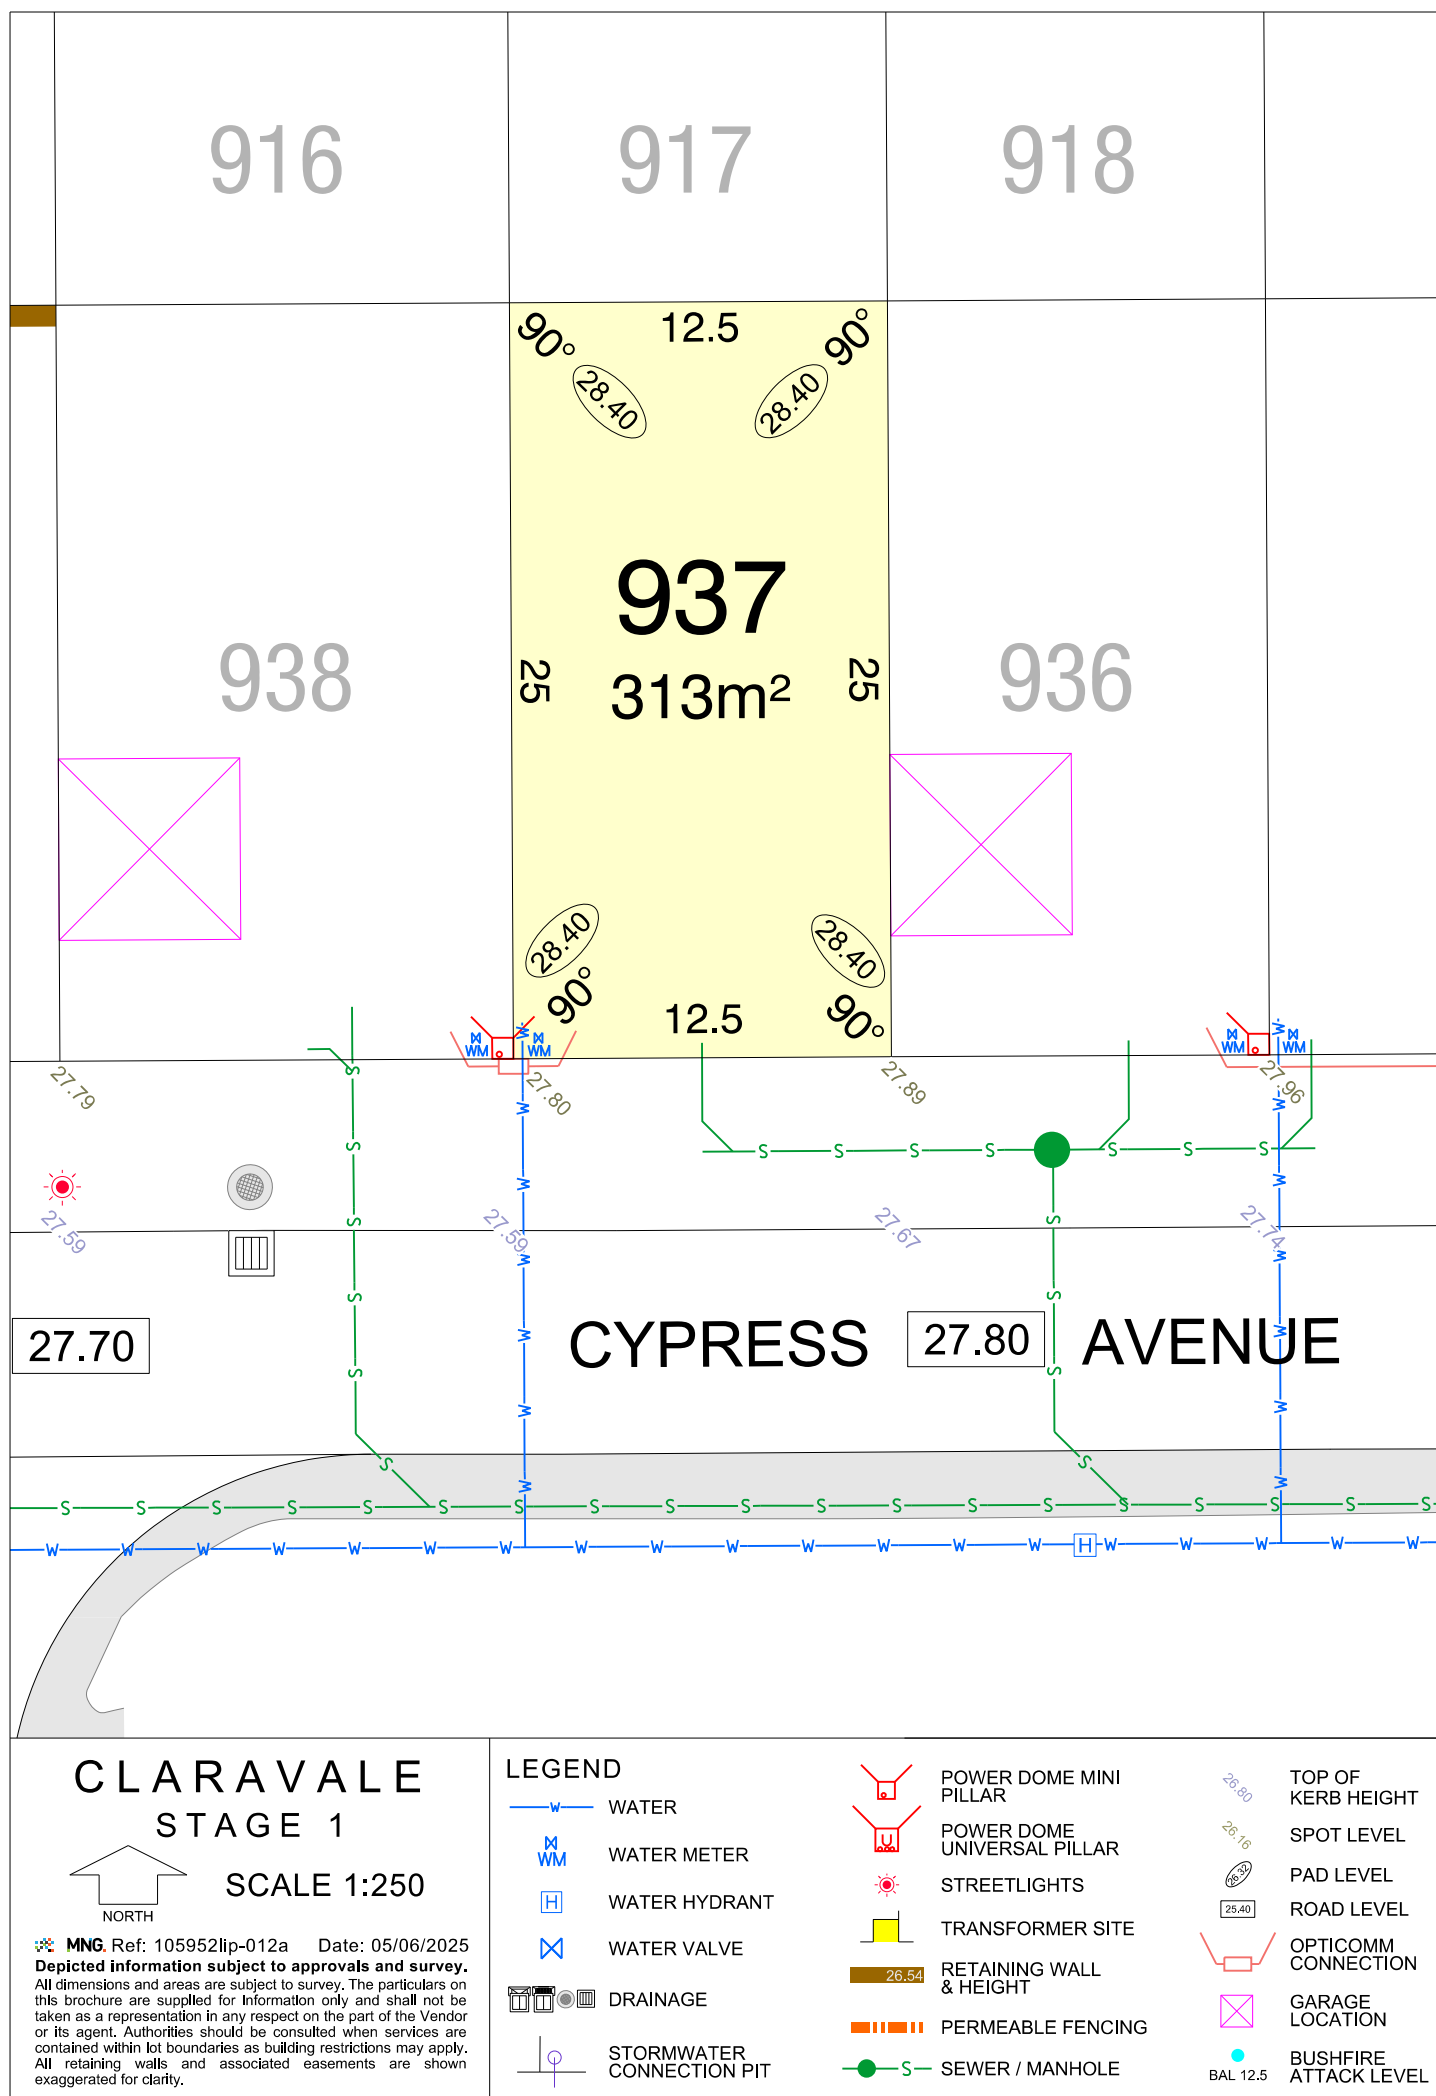 916 917 918
90° 12.5 90°
28.40 28.40
937
938 25 313m² 25 936
28.40 28.40
90° 12.5 90°
WM W WM WM W WM
27.79 27.80 27.89 27.96
S W W
S S S S S S S S W
S W W
27.59 27.59 27.67 27.74
S S
W W
S S
27.70 CYPRESS 27.80 AVENUE
W W
S S
W W
S S
W W
S S S S S S S S S S S S S S S S S S S
W W W W W W W W W W W W W W H W W W W W
CLARAVALE
STAGE 1
SCALE 1:250
NORTH
MNG. Ref: 105952lip-012a Date: 05/06/2025
Depicted information subject to approvals and survey.
All dimensions and areas are subject to survey. The particulars on
this brochure are supplied for information only and shall not be
taken as a representation in any respect on the part of the Vendor
or its agent. Authorities should be consulted when services are
contained within lot boundaries as building restrictions may apply.
All retaining walls and associated easements are shown
exaggerated for clarity.
LEGEND
W WATER
WM WATER METER
H WATER HYDRANT
WATER VALVE
DRAINAGE
STORMWATER
CONNECTION PIT
POWER DOME MINI
PILLAR
U POWER DOME
UNIVERSAL PILLAR
STREETLIGHTS
TRANSFORMER SITE
26.54 RETAINING WALL
& HEIGHT
PERMEABLE FENCING
S SEWER / MANHOLE
26.80 TOP OF
KERB HEIGHT
26.16 SPOT LEVEL
26.32 PAD LEVEL
25.40 ROAD LEVEL
OPTICOMM
CONNECTION
GARAGE
LOCATION
BAL 12.5 BUSHFIRE
ATTACK LEVEL